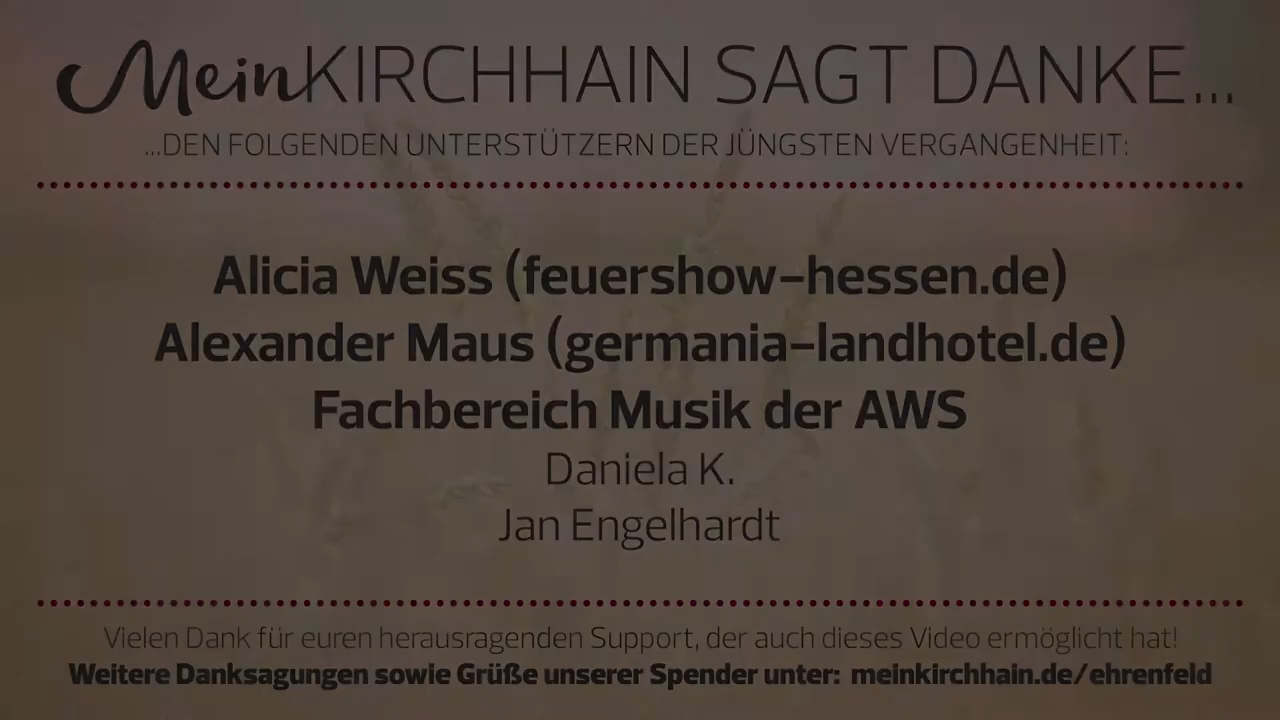 MeinKIRCHHAIN SAGT DANKE...
...DEN FOLGENDEN UNTERSTÜTZERN DER JÜNGSTEN VERGANGENHEIT:
Alicia Weiss (feuershow-hessen.de)
Alexander Maus (germania-landhotel.de)
Fachbereich Musik der AWS
Daniela K.
Jan Engelhardt
Vielen Dank für euren herausragenden Support, der auch dieses Video ermöglicht hat!
Weitere Danksagungen sowie Grüße unserer Spender unter: meinkirchhain.de/ehrenfeld